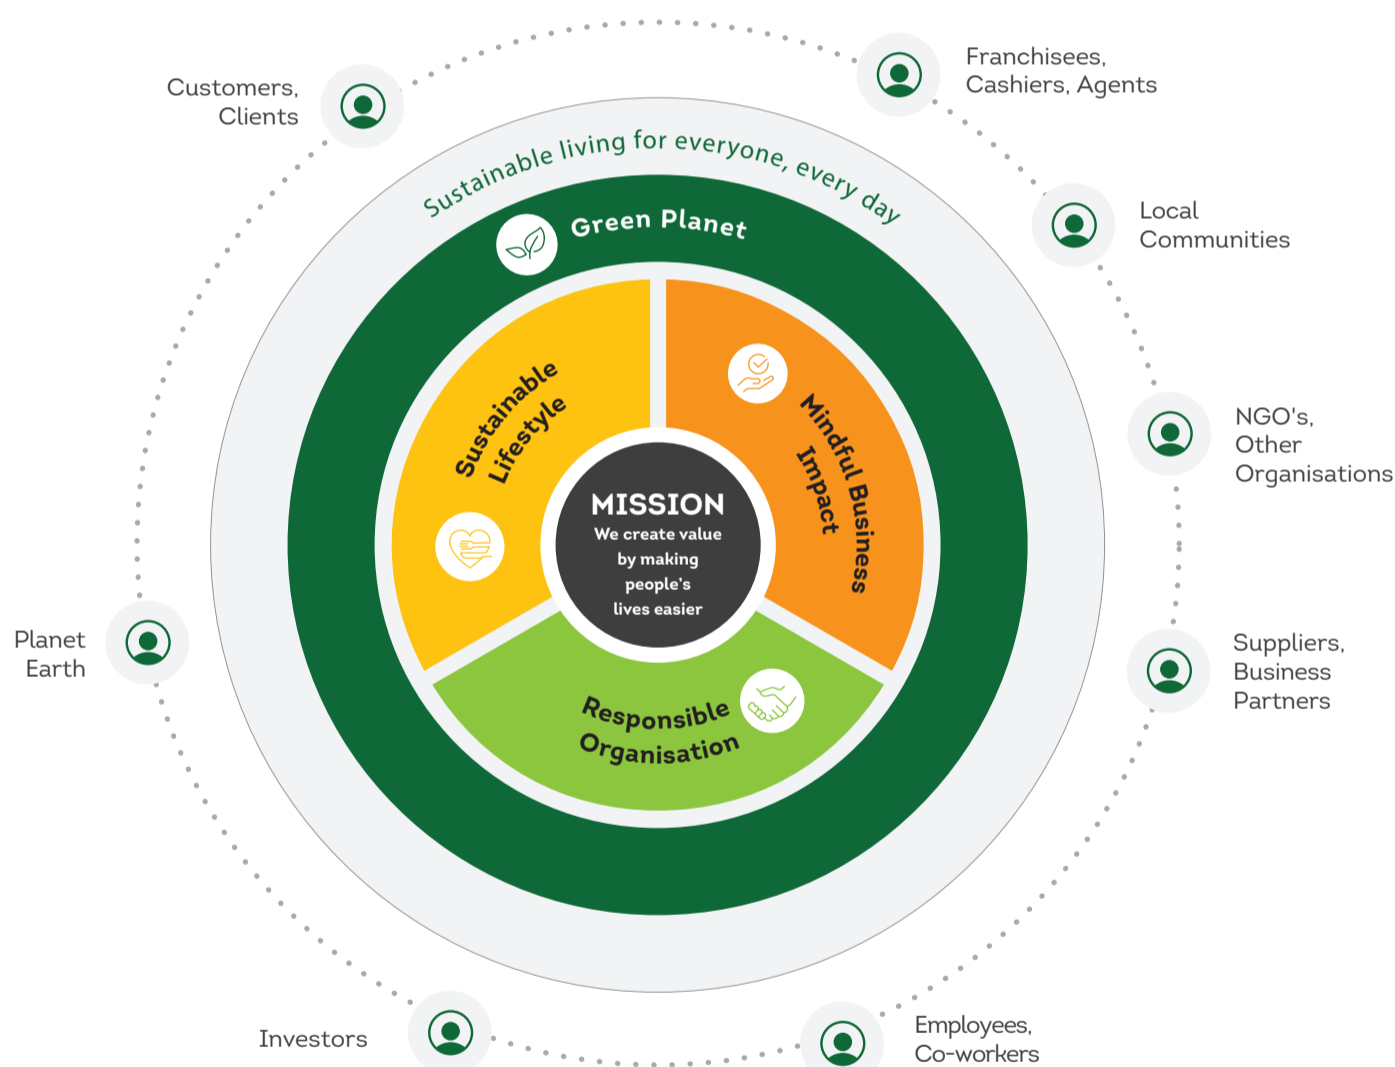 Customers,
Clients
Franchisees,
Cashiers, Agents
Local
Communities
NGO's,
Other
Organisations
Suppliers,
Business
Partners
Employees,
Co-workers
Investors
Planet
Earth
Sustainable living for everyone, every day
Green Planet
Sustainable
Lifestyle
Mindful Business
Impact
Responsible
Organisation
MISSION
We create value
by making
people's
lives easier